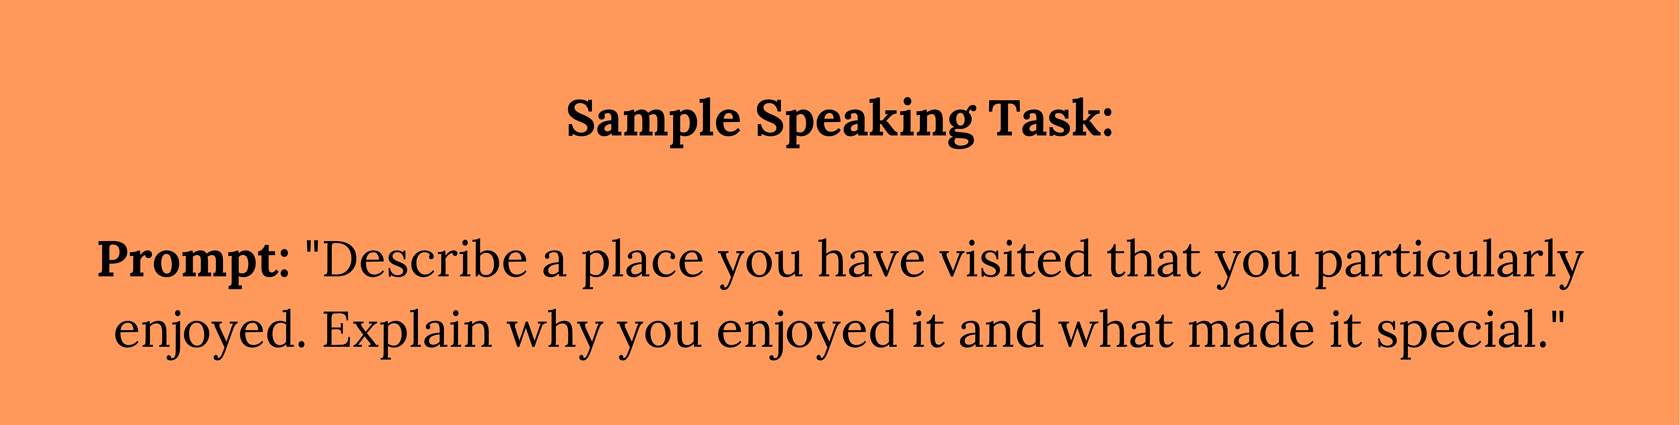 Sample Speaking Task:
Prompt: "Describe a place you have visited that you particularly
enjoyed. Explain why you enjoyed it and what made it special."